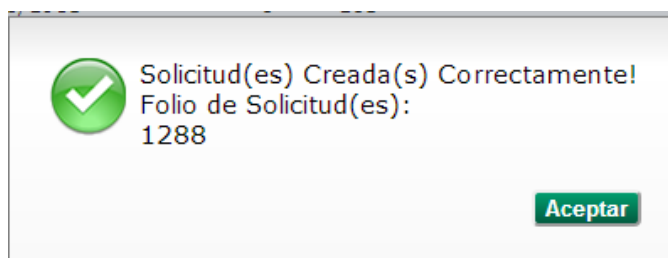 Solicitud(es) Creada(s) Correctamente!
Folio de Solicitud(es):
1288
Aceptar